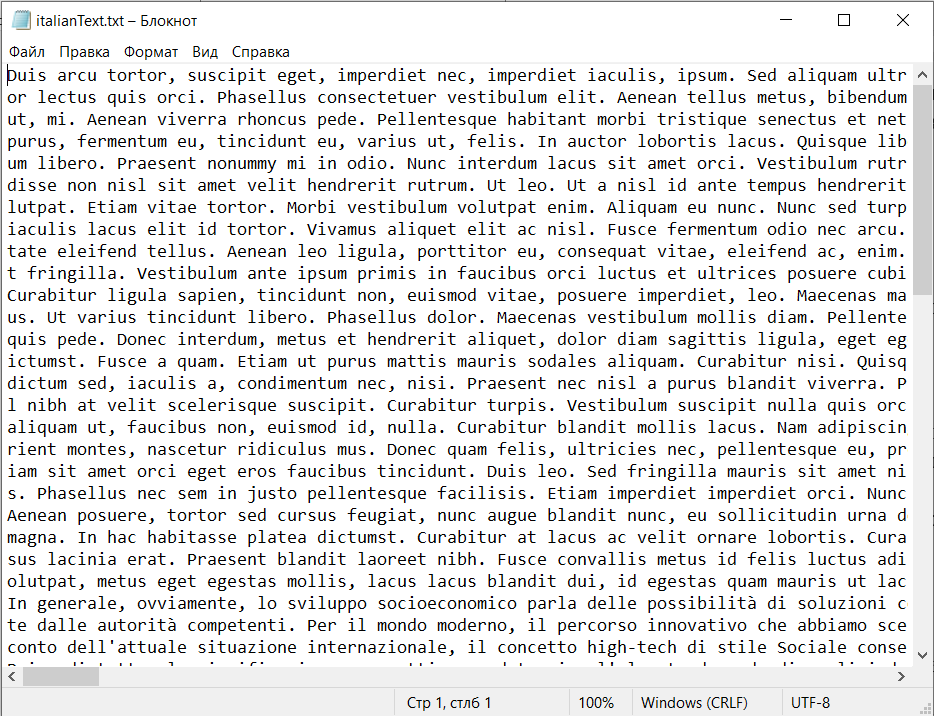 italianText.txt – Блокнот
Файл Правка Формат Вид Справка
Duis arcu tortor, suscipit eget, imperdiet nec, imperdiet iaculis, ipsum. Sed aliquam ultr
or lectus quis orci. Phasellus consectetuer vestibulum elit. Aenean tellus metus, bibendum
ut, mi. Aenean viverra rhoncus pede. Pellentesque habitant morbi tristique senectus et net
purus, fermentum eu, tincidunt eu, varius ut, felis. In auctor lobortis lacus. Quisque lib
um libero. Praesent nonummy mi in odio. Nunc interdum lacus sit amet orci. Vestibulum rutr
disse non nisl sit amet velit hendrerit rutrum. Ut leo. Ut a nisl id ante tempus hendrerit
lutpat. Etiam vitae tortor. Morbi vestibulum volutpat enim. Aliquam eu nunc. Nunc sed turp
iaculis lacus elit id tortor. Vivamus aliquet elit ac nisl. Fusce fermentum odio nec arcu.
tate eleifend tellus. Aenean leo ligula, porttitor eu, consequat vitae, eleifend ac, enim.
t fringilla. Vestibulum ante ipsum primis in faucibus orci luctus et ultrices posuere cubi
Curabitur ligula sapien, tincidunt non, euismod vitae, posuere imperdiet, leo. Maecenas ma
us. Ut varius tincidunt libero. Phasellus dolor. Maecenas vestibulum mollis diam. Pellente
quis pede. Donec interdum, metus et hendrerit aliquet, dolor diam sagittis ligula, eget eg
ictumst. Fusce a quam. Etiam ut purus mattis mauris sodales aliquam. Curabitur nisi. Quisq
dictum sed, iaculis a, condimentum nec, nisi. Praesent nec nisl a purus blandit viverra. P
l nibh at velit scelerisque suscipit. Curabitur turpis. Vestibulum suscipit nulla quis orc
aliquam ut, faucibus non, euismod id, nulla. Curabitur blandit mollis lacus. Nam adipiscin
rient montes, nascetur ridiculus mus. Donec quam felis, ultricies nec, pellentesque eu, pr
iam sit amet orci eget eros faucibus tincidunt. Duis leo. Sed fringilla mauris sit amet ni
s. Phasellus nec sem in justo pellentesque facilisis. Etiam imperdiet imperdiet orci. Nunc
Aenean posuere, tortor sed cursus feugiat, nunc augue blandit nunc, eu sollicitudin urna d
magna. In hac habitasse platea dictumst. Curabitur at lacus ac velit ornare lobortis. Cura
sus lacinia erat. Praesent blandit laoreet nibh. Fusce convallis metus id felis luctus adi
olutpat, metus eget egestas mollis, lacus lacus blandit dui, id egestas quam mauris ut lac
In generale, ovviamente, lo sviluppo socioeconomico parla delle possibilità di soluzioni c
te dalle autorità competenti. Per il mondo moderno, il percorso innovativo che abbiamo sce
conto dell'attuale situazione internazionale, il concetto high-tech di stile Sociale conse
Стр 1, стлб 1 100% Windows (CRLF) UTF-8